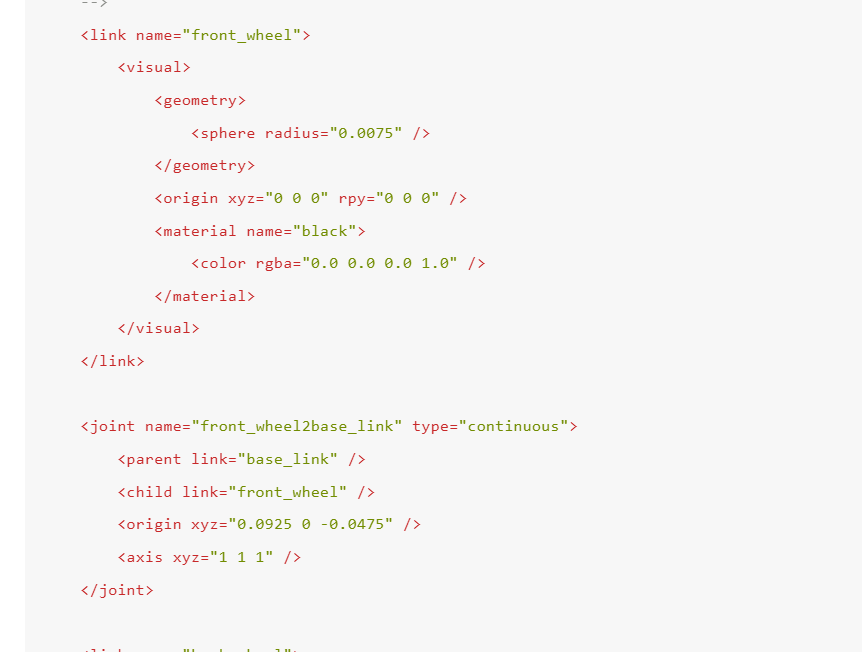 -->
<link name="front_wheel">
<visual>
<geometry>
<sphere radius="0.0075" />
</geometry>
<origin xyz="0 0 0" rpy="0 0 0" />
<material name="black">
<color rgba="0.0 0.0 0.0 1.0" />
</material>
</visual>
</link>
<joint name="front_wheel2base_link" type="continuous">
<parent link="base_link" />
<child link="front_wheel" />
<origin xyz="0.0925 0 -0.0475" />
<axis xyz="1 1 1" />
</joint>